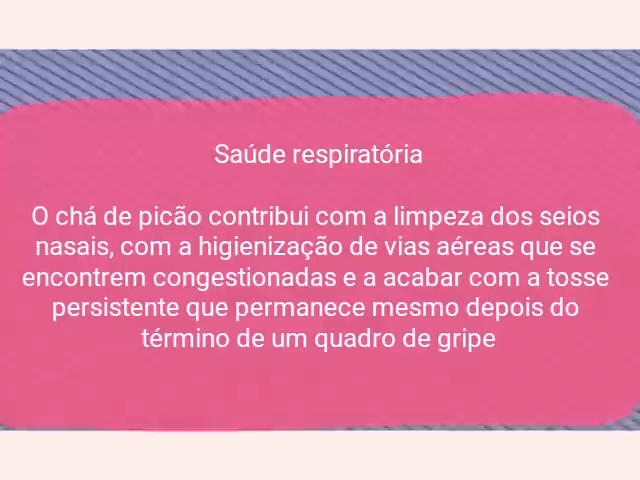 Saúde respiratória
O chá de picão contribui com a limpeza dos seios
nasais, com a higienização de vias aéreas que se
encontrem congestionadas e a acabar com a tosse
persistente que permanece mesmo depois do
término de um quadro de gripe